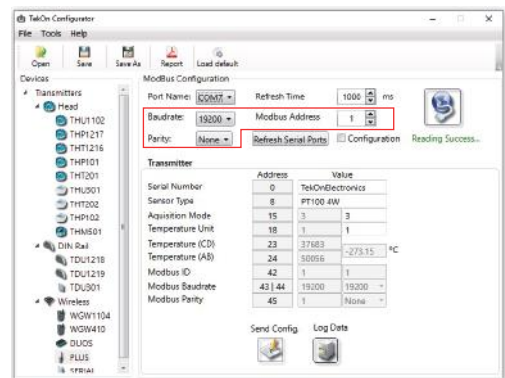 TekOn Configurator
File Tools Help
Open Save Save As Report Load default
Devices
Transmitters
Head
THU1102
THP1217
THT1216
THP101
THT201
THU301
THT202
THP102
THM501
DIN Rail
TDU1218
TDU1219
TDU301
Wireless
WGW1104
WGW410
DUOS
PLUS
SERIAL
ModBus Configuration
Port Name: COM17 Refresh Time 1000 ms
Baudrate: 19200 Modbus Address 1
Parity: None Refresh Serial Ports Configuration Reading Success...
Transmitter
Address Value
Serial Number 0 TekOnElectronics
Sensor Type 8 PT100 4W
Aquisition Mode 15 3 3
Temperature Unit 18 1 1
Temperature (CD) 23 37683 -273.15 °C
Temperature (AB) 24 50056
Modbus ID 42 1 1
Modbus Baudrate 43 | 44 19200 19200
Modbus Parity 45 1 None
Send Config Log Data